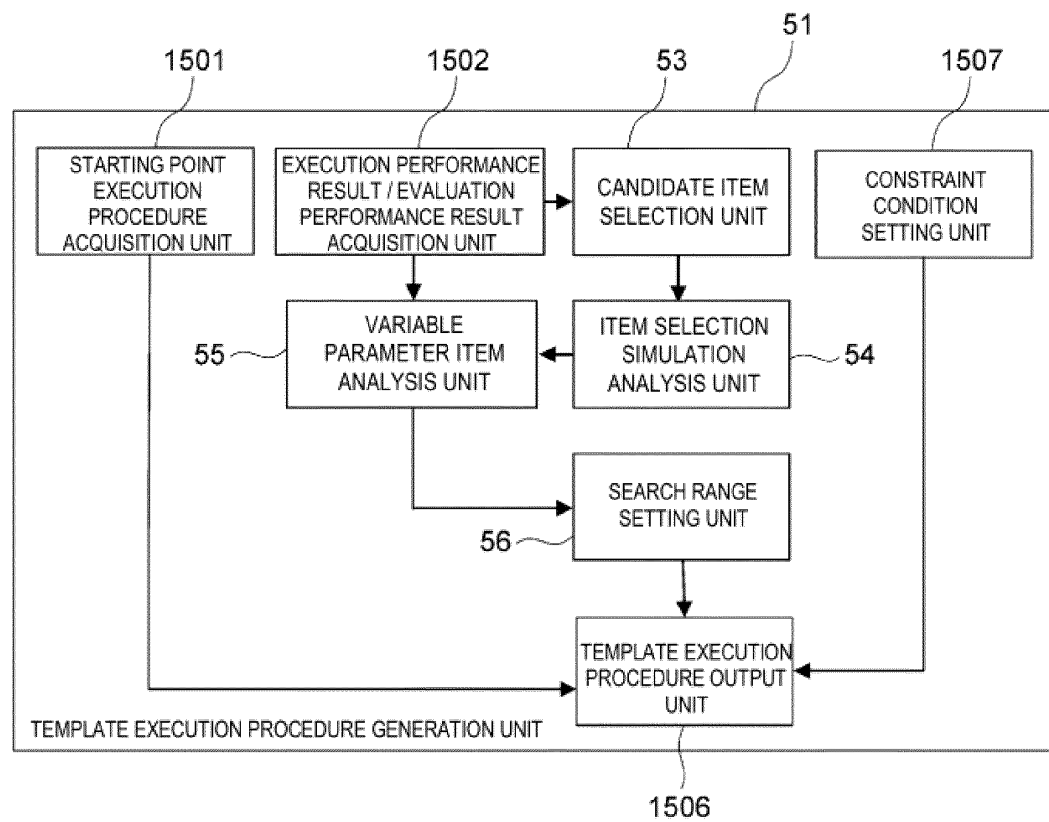 51
1501
1502
53
1507
STARTING POINT
EXECUTION
PROCEDURE
ACQUISITION UNIT
EXECUTION PERFORMANCE
RESULT / EVALUATION
PERFORMANCE RESULT
ACQUISITION UNIT
CANDIDATE ITEM
SELECTION UNIT
CONSTRAINT
CONDITION
SETTING UNIT
55
VARIABLE
PARAMETER ITEM
ANALYSIS UNIT
ITEM SELECTION
SIMULATION
ANALYSIS UNIT
54
SEARCH RANGE
SETTING UNIT
56
TEMPLATE EXECUTION
PROCEDURE OUTPUT
UNIT
TEMPLATE EXECUTION PROCEDURE GENERATION UNIT
1506